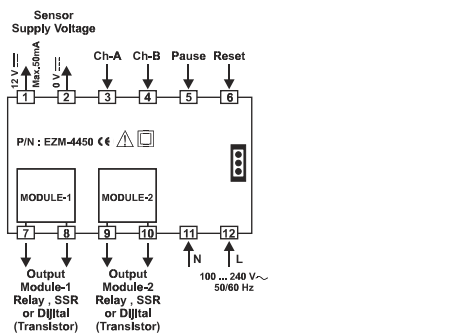 Sensor
Supply Voltage
12 V
Max.50mA
0 V
Ch-A
Ch-B
Pause
Reset
1
2
3
4
5
6
P/N : EZM-4450 CE
MODULE-1
MODULE-2
7
8
9
10
11
12
N
L
Output
Module-1
Relay , SSR
or Dijital
(Transistor)
Output
Module-2
Relay , SSR
or Dijital
(Transistor)
100 ... 240 V~
50/60 Hz